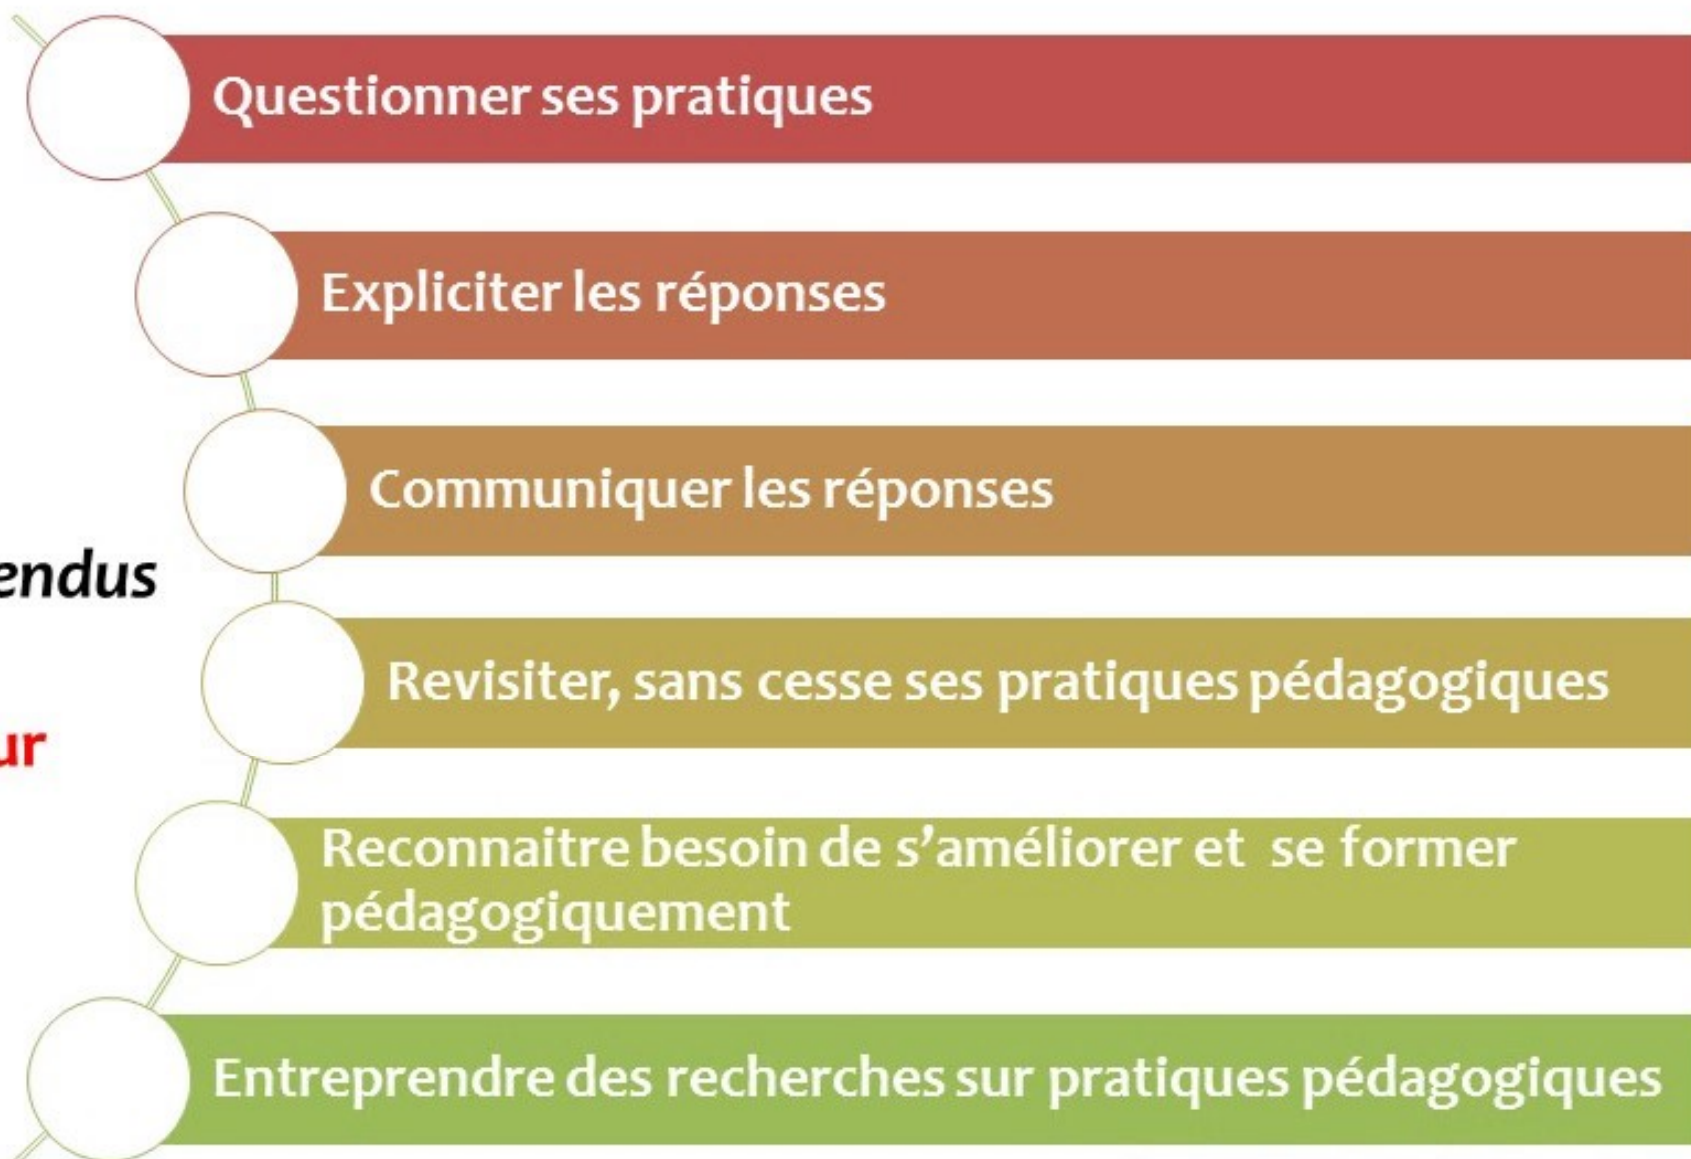 Questionner ses pratiques
Expliciter les réponses
Communiquer les réponses
endus
Revisiter, sans cesse ses pratiques pédagogiques
ur
Reconnaitre besoin de s’améliorer et  se former
pédagogiquement
Entreprendre des recherches sur pratiques pédagogiques